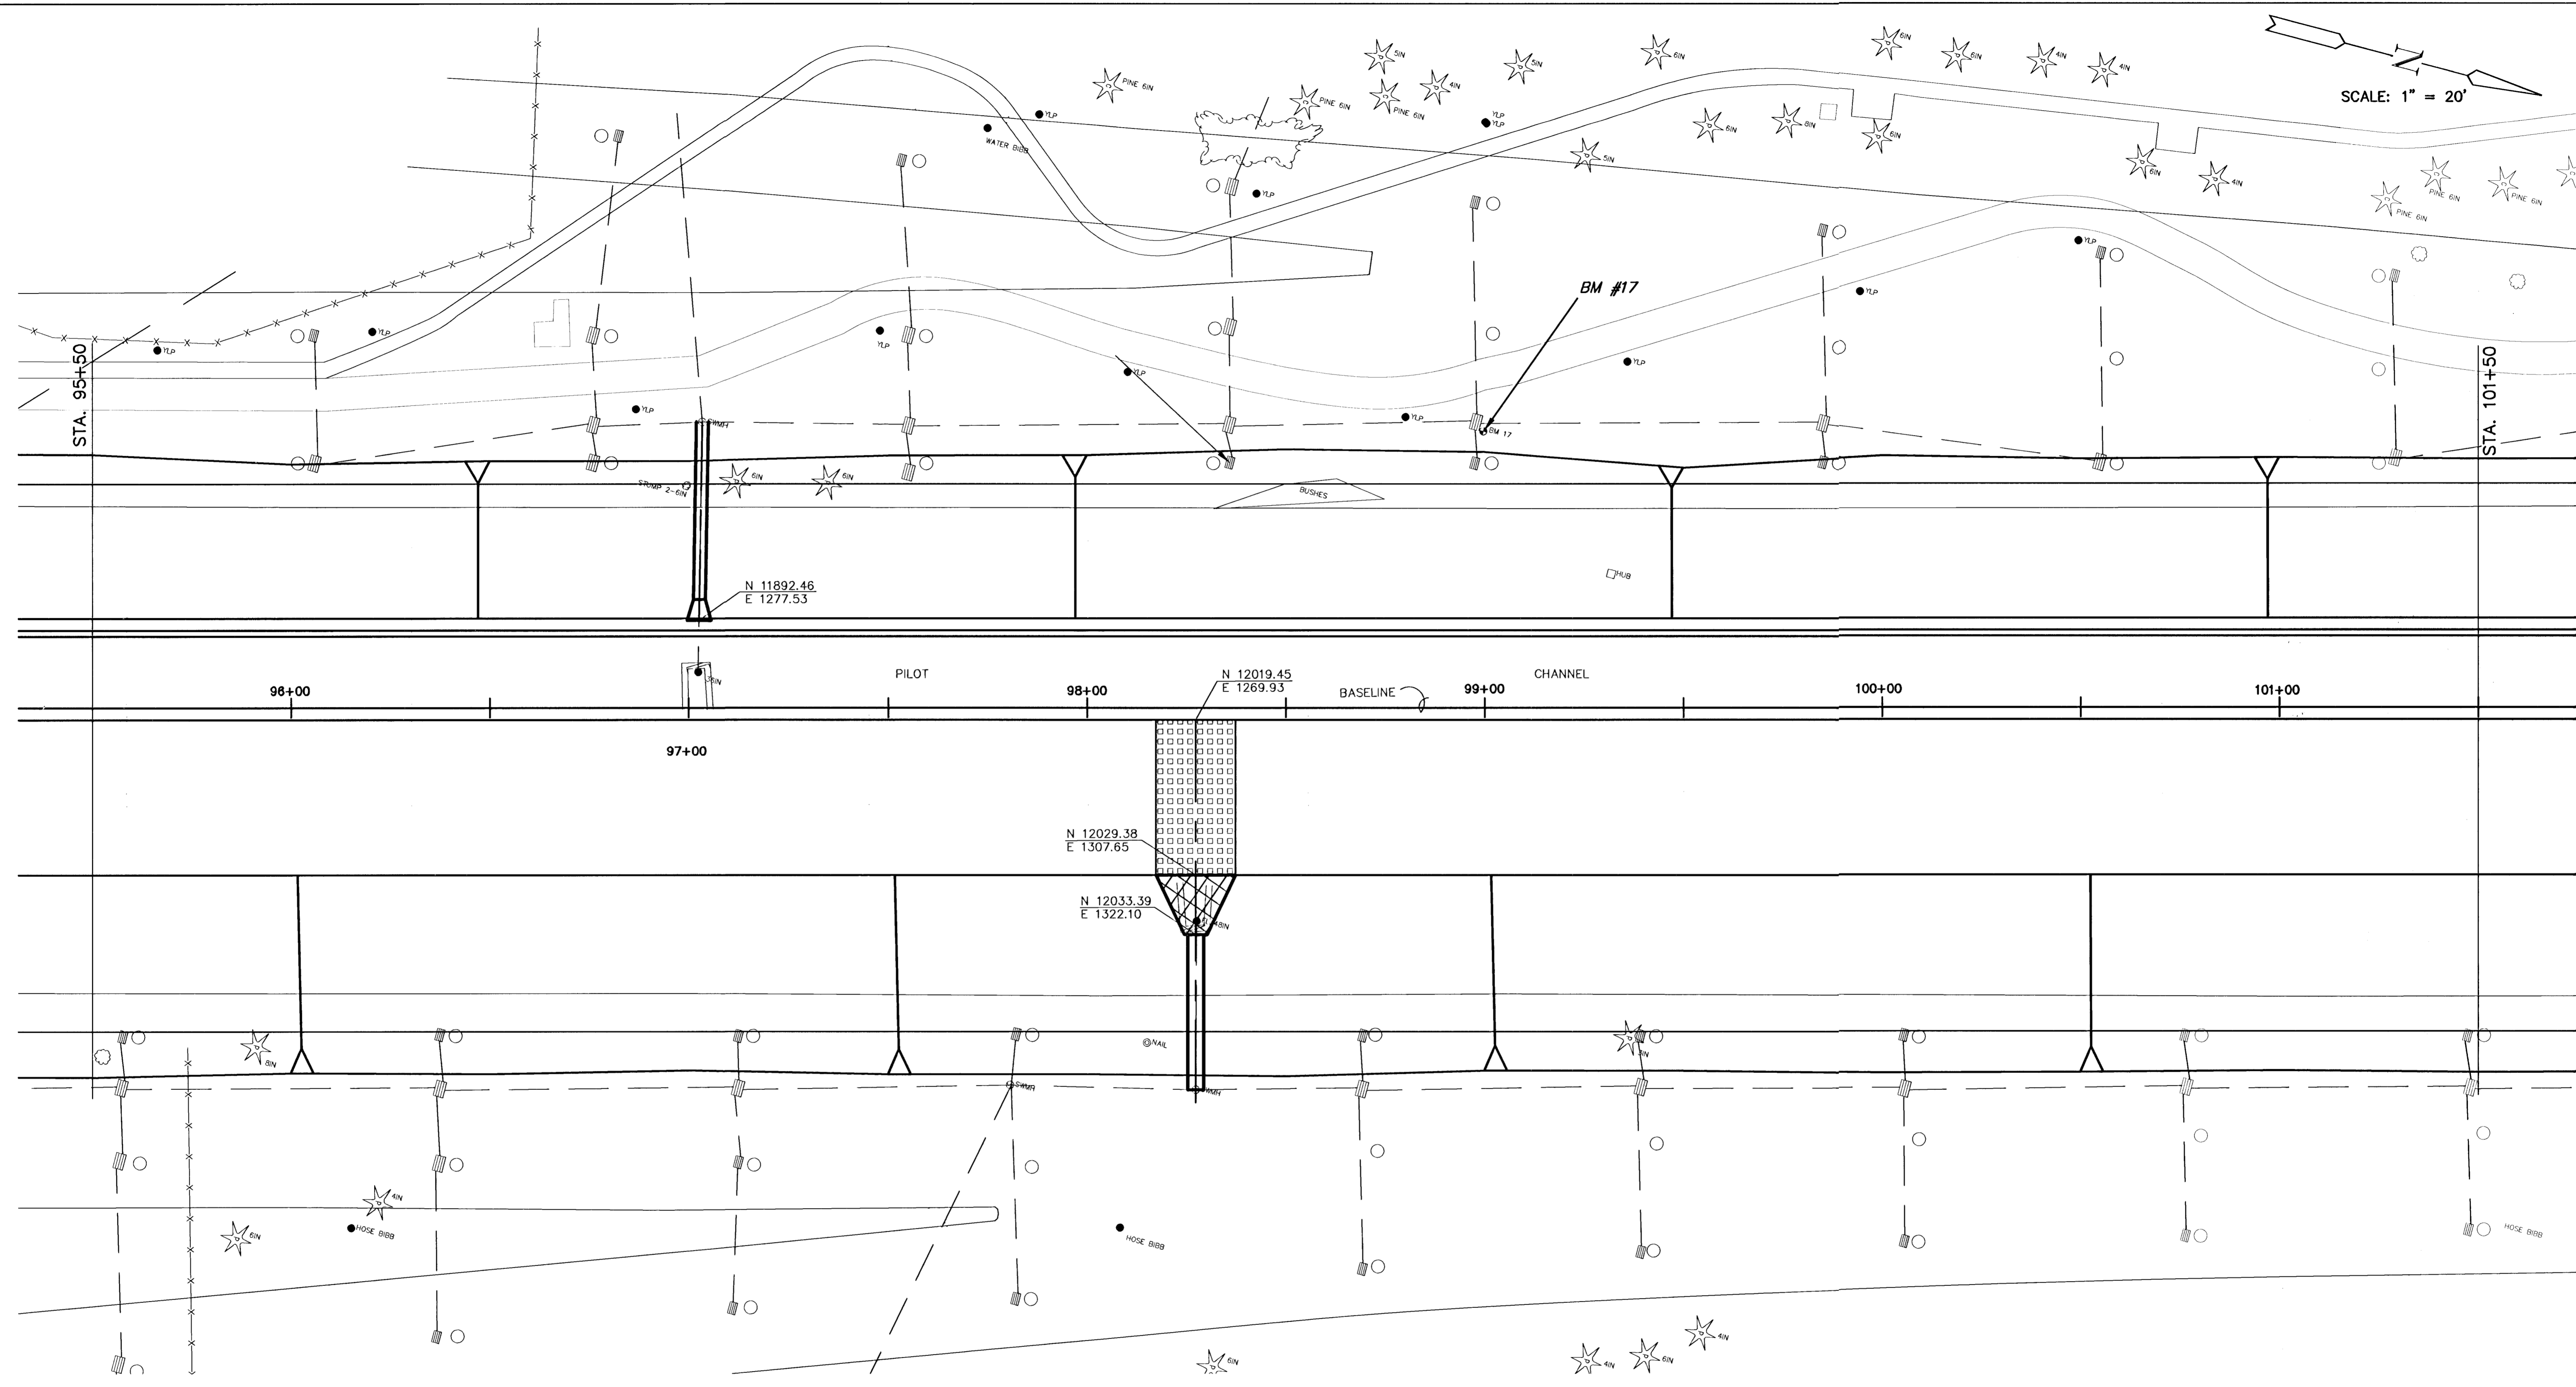 6IN
5IN
5IN
6IN
6IN
4IN
4IN
PINE 6IN
4IN
PINE 6IN
PINE 6IN
SCALE: 1" = 20'
YLP
WATER BIBB
YLP
YLP
6IN
8IN
6IN
5IN
6IN
4IN
PINE 6IN
PINE 6IN
PINE 6IN
YLP
YLP
BM #17
YLP
YLP
YLP
YLP
YLP
YLP
STA. 95+50
STA. 101+50
YLP
YLP
SWMH
BM 17
STUMP 2-6IN
6IN
6IN
BUSHES
HUB
N 11892.46
E 1277.53
PILOT
CHANNEL
N 12019.45
E 1269.93
BASELINE
96+00
98+00
99+00
100+00
101+00
97+00
N 12029.38
E 1307.65
N 12033.39
E 1322.10
48IN
NAIL
8IN
SWMH
SWMH
4IN
6IN
HOSE BIBB
HOSE BIBB
HOSE BIBB
6IN
4IN
6IN
4IN